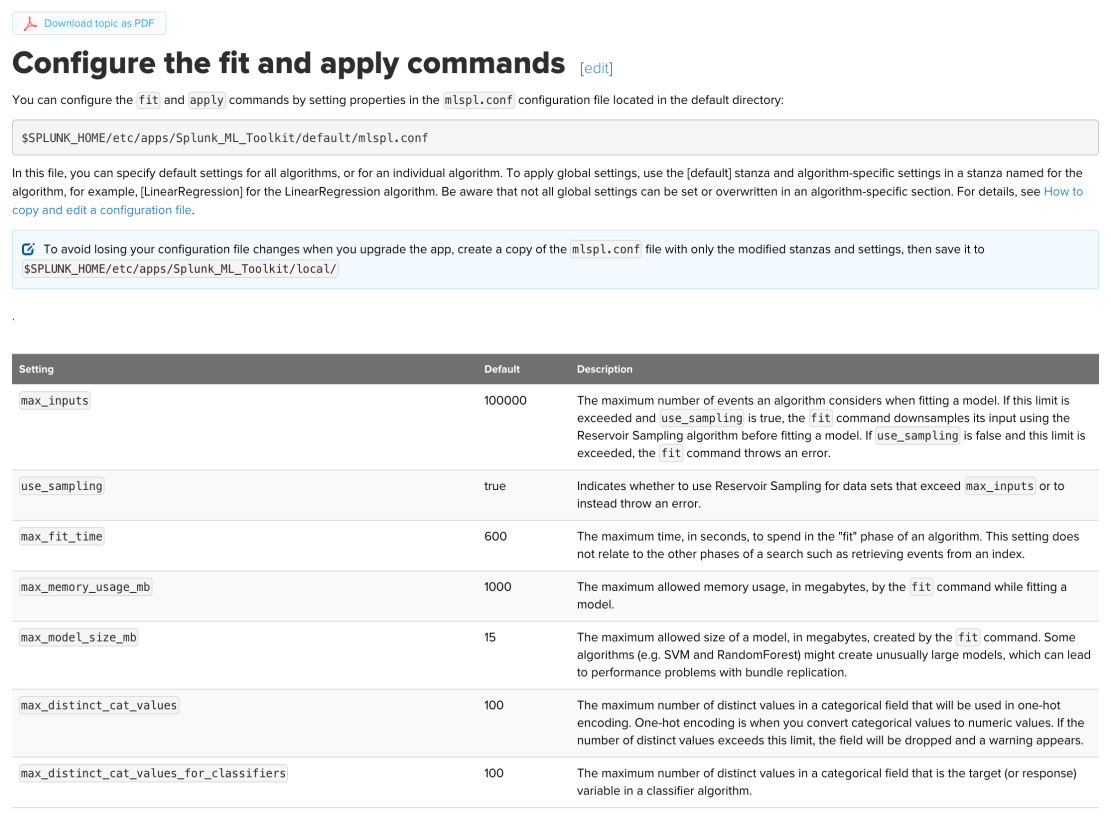 Download topic as PDF
Configure the fit and apply commands [edit]
You can configure the fit and apply commands by setting properties in the mlspl.conf configuration file located in the default directory:
$SPLUNK_HOME/etc/apps/Splunk_ML_Toolkit/default/mlspl.conf
In this file, you can specify default settings for all algorithms, or for an individual algorithm. To apply global settings, use the [default] stanza and algorithm-specific settings in a stanza named for the
algorithm, for example, [LinearRegression] for the LinearRegression algorithm. Be aware that not all global settings can be set or overwritten in an algorithm-specific section. For details, see How to
copy and edit a configuration file.
To avoid losing your configuration file changes when you upgrade the app, create a copy of the mlspl.conf file with only the modified stanzas and settings, then save it to
$SPLUNK_HOME/etc/apps/Splunk_ML_Toolkit/local/
.
Setting Default Description
max_inputs 100000 The maximum number of events an algorithm considers when fitting a model. If this limit is
exceeded and use_sampling is true, the fit command downsamples its input using the
Reservoir Sampling algorithm before fitting a model. If use_sampling is false and this limit is
exceeded, the fit command throws an error.
use_sampling true Indicates whether to use Reservoir Sampling for data sets that exceed max_inputs or to
instead throw an error.
max_fit_time 600 The maximum time, in seconds, to spend in the "fit" phase of an algorithm. This setting does
not relate to the other phases of a search such as retrieving events from an index.
max_memory_usage_mb 1000 The maximum allowed memory usage, in megabytes, by the fit command while fitting a
model.
max_model_size_mb 15 The maximum allowed size of a model, in megabytes, created by the fit command. Some
algorithms (e.g. SVM and RandomForest) might create unusually large models, which can lead
to performance problems with bundle replication.
max_distinct_cat_values 100 The maximum number of distinct values in a categorical field that will be used in one-hot
encoding. One-hot encoding is when you convert categorical values to numeric values. If the
number of distinct values exceeds this limit, the field will be dropped and a warning appears.
max_distinct_cat_values_for_classifiers 100 The maximum number of distinct values in a categorical field that is the target (or response)
variable in a classifier algorithm.